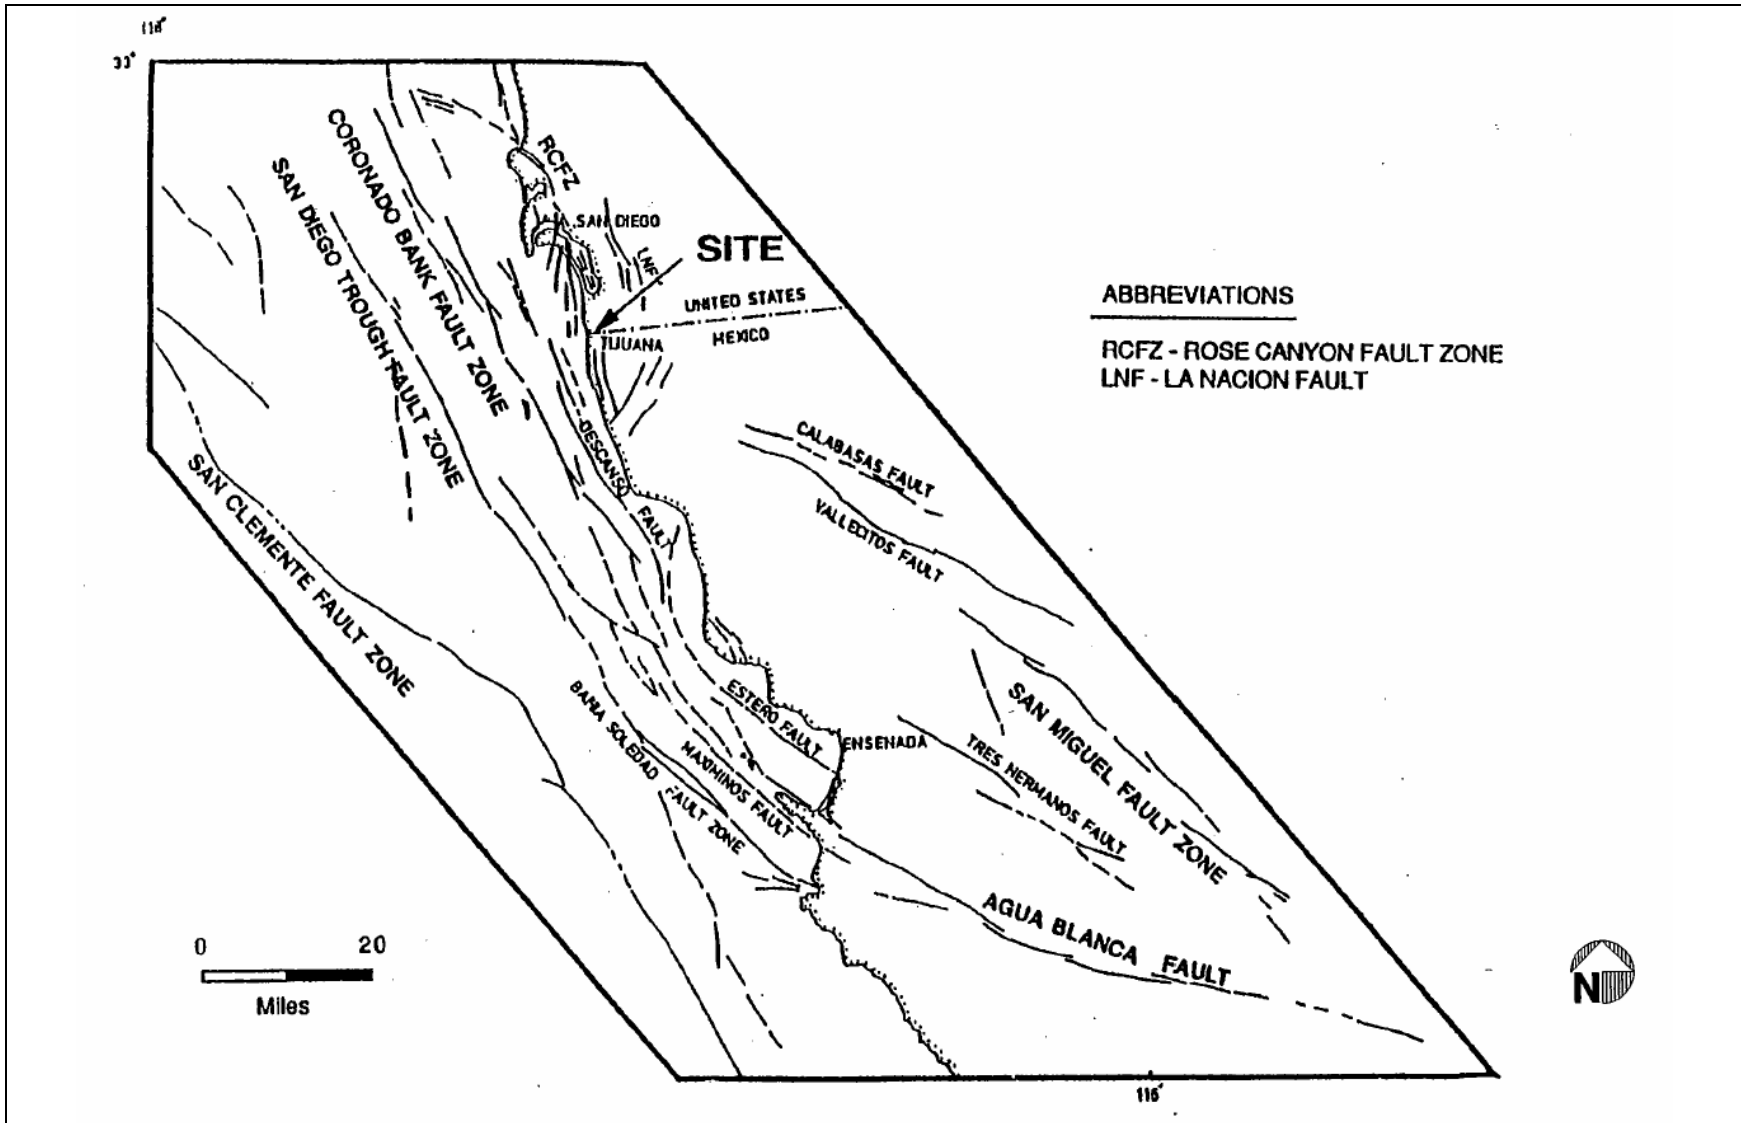 118°
33°
RCFZ
CORONADO BANK FAULT ZONE
SAN DIEGO TROUGH FAULT ZONE
SAN DIEGO
LNF
SITE
UNITED STATES
MEXICO
TIJUANA
ABBREVIATIONS
RCFZ - ROSE CANYON FAULT ZONE
LNF - LA NACION FAULT
DESCANSO FAULT
CALABASAS FAULT
VALLECITOS FAULT
SAN CLEMENTE FAULT ZONE
SAN MIGUEL FAULT ZONE
ESTERO FAULT
ENSENADA
TRES HERMANOS FAULT
BAHIA SOLEDAD FAULT ZONE
MAXIMINOS FAULT
AGUA BLANCA FAULT
0 20
Miles
N
116°